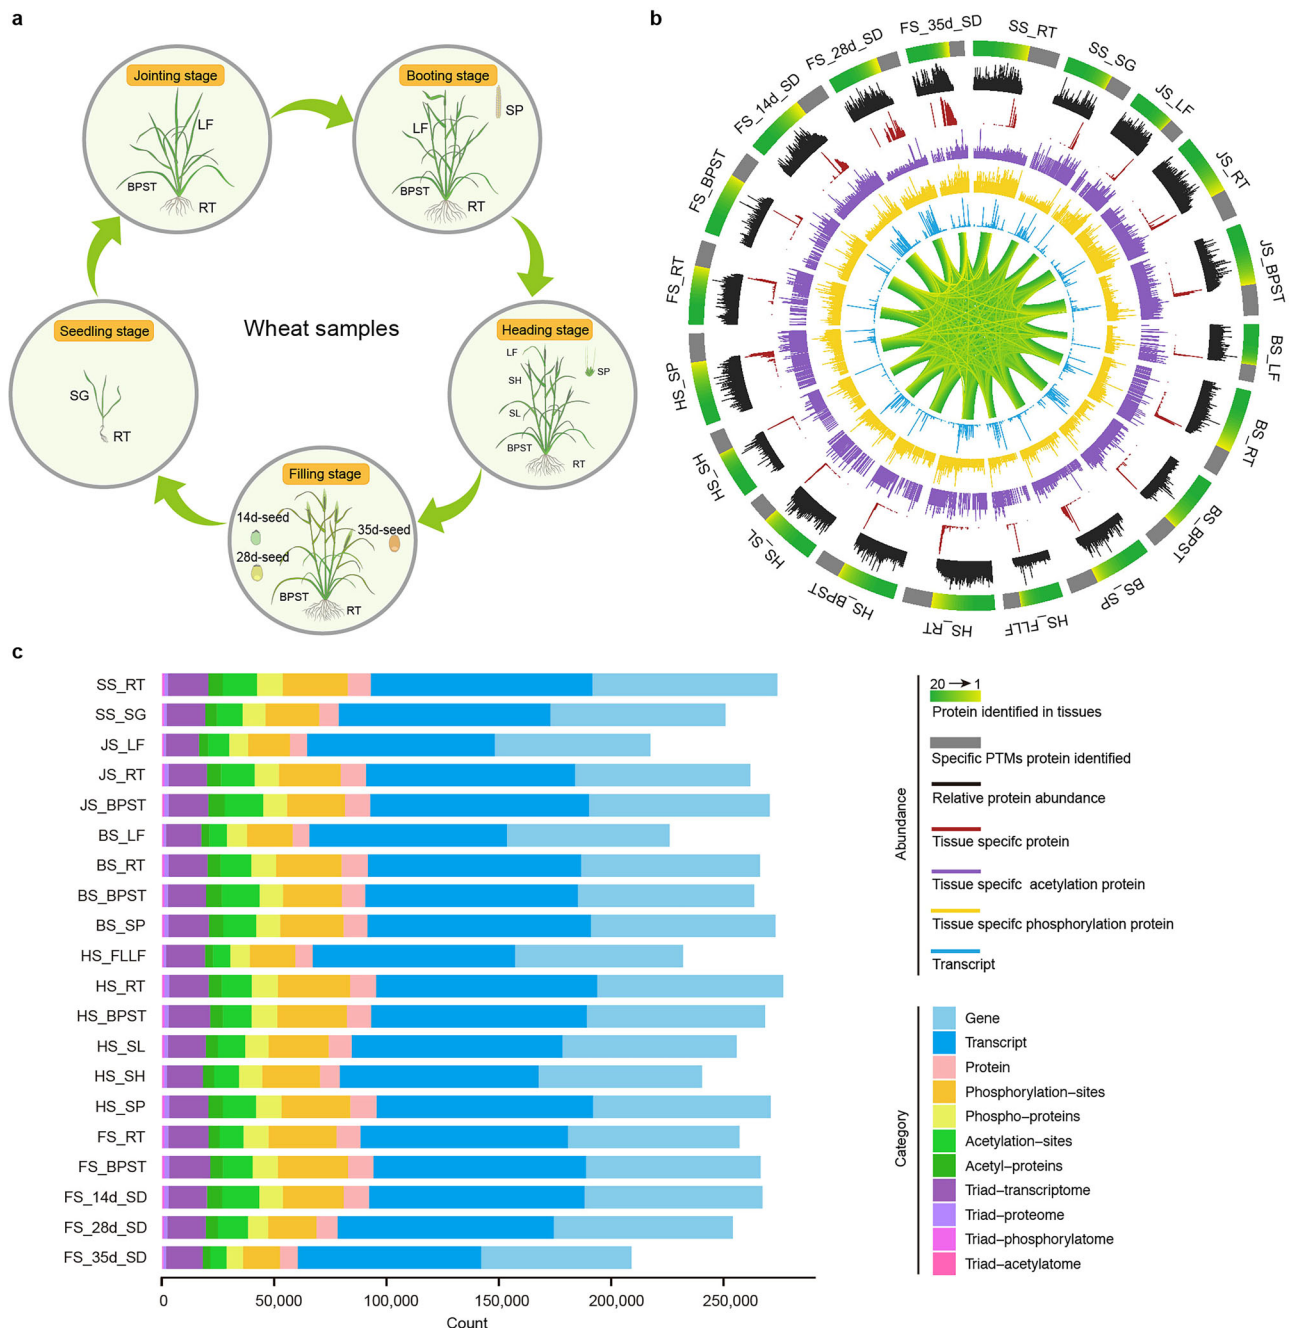 a
Jointing stage
LF
BPST
RT
Booting stage
SP
LF
BPST
RT
Seedling stage
SG
RT
Wheat samples
Heading stage
LF
SP
SH
SL
BPST
RT
Filling stage
14d-seed
35d-seed
28d-seed
BPST
RT
b
SS_RT
SS_SG
JS_LF
JS_RT
JS_BPST
BS_LF
BS_RT
BS_BPST
BS_SP
HS_FLLF
HS_RT
HS_BPST
HS_SL
HS_SH
HS_SP
FS_RT
FS_BPST
FS_14d_SD
FS_28d_SD
FS_35d_SD
c
SS_RT
SS_SG
JS_LF
JS_RT
JS_BPST
BS_LF
BS_RT
BS_BPST
BS_SP
HS_FLLF
HS_RT
HS_BPST
HS_SL
HS_SH
HS_SP
FS_RT
FS_BPST
FS_14d_SD
FS_28d_SD
FS_35d_SD
0 50,000 100,000 150,000 200,000 250,000
Count
Abundance
20 → 1
Protein identified in tissues
Specific PTMs protein identified
Relative protein abundance
Tissue specifc protein
Tissue specifc acetylation protein
Tissue specifc phosphorylation protein
Transcript
Category
Gene
Transcript
Protein
Phosphorylation–sites
Phospho–proteins
Acetylation–sites
Acetyl–proteins
Triad–transcriptome
Triad–proteome
Triad–phosphorylatome
Triad–acetylatome